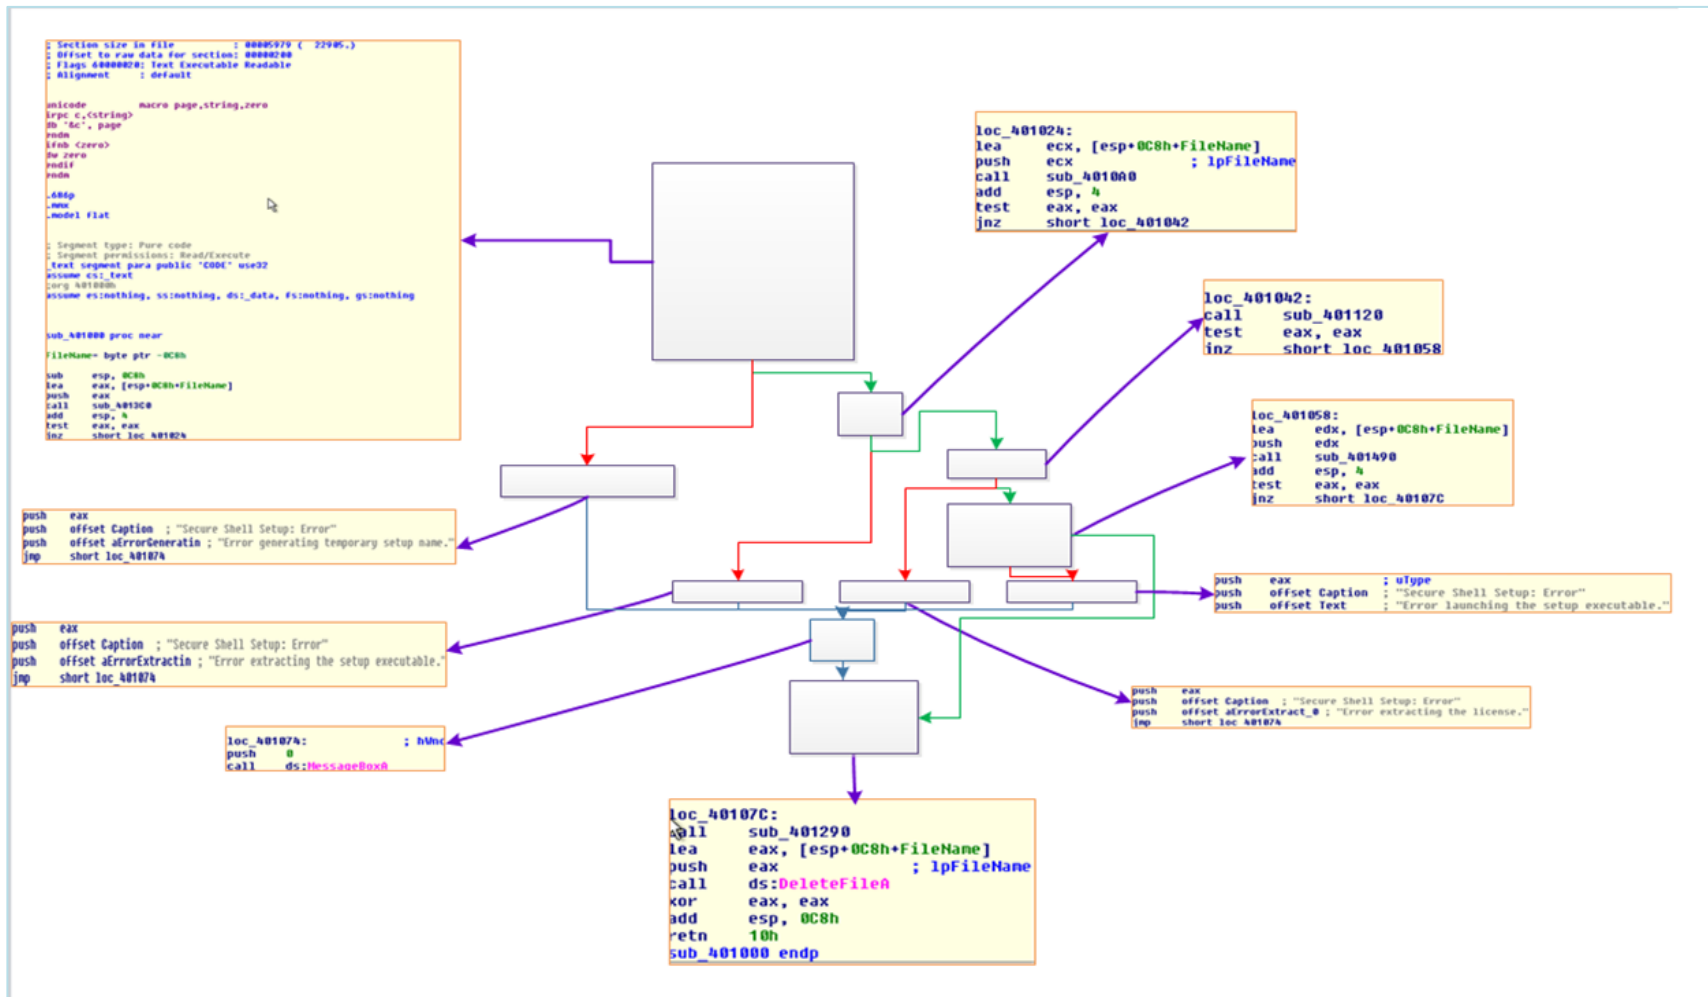 ; Section size in file : 00005979 ( 22905.)
; Offset to raw data for section: 00000200
; Flags 60000020: Text Executable Readable
; Alignment : default
unicode macro page,string,zero
irpc c,<string>
db '&c', page
endm
ifnb <zero>
dw zero
endif
endm
.686p
.mmx
.model flat
; Segment type: Pure code
; Segment permissions: Read/Execute
_text segment para public 'CODE' use32
assume cs:_text
;org 401000h
assume es:nothing, ss:nothing, ds:_data, fs:nothing, gs:nothing
sub_401000 proc near
FileName= byte ptr -0C8h
sub esp, 0C8h
lea eax, [esp+0C8h+FileName]
push eax
call sub_4013C0
add esp, 4
test eax, eax
jnz short loc_401024
loc_401024:
lea ecx, [esp+0C8h+FileName]
push ecx ; lpFileName
call sub_4010A0
add esp, 4
test eax, eax
jnz short loc_401042
loc_401042:
call sub_401120
test eax, eax
jnz short loc_401058
loc_401058:
lea edx, [esp+0C8h+FileName]
push edx
call sub_401490
add esp, 4
test eax, eax
jnz short loc_40107C
push eax
push offset Caption ; "Secure Shell Setup: Error"
push offset aErrorGeneratin ; "Error generating temporary setup name."
jmp short loc_401074
push eax ; uType
push offset Caption ; "Secure Shell Setup: Error"
push offset Text ; "Error launching the setup executable."
push eax
push offset Caption ; "Secure Shell Setup: Error"
push offset aErrorExtractin ; "Error extracting the setup executable."
jmp short loc_401074
push eax
push offset Caption ; "Secure Shell Setup: Error"
push offset aErrorExtract_0 ; "Error extracting the license."
jmp short loc_401074
loc_401074: ; hWnd
push 0
call ds:MessageBoxA
loc_40107C:
call sub_401290
lea eax, [esp+0C8h+FileName]
push eax ; lpFileName
call ds:DeleteFileA
xor eax, eax
add esp, 0C8h
retn 10h
sub_401000 endp